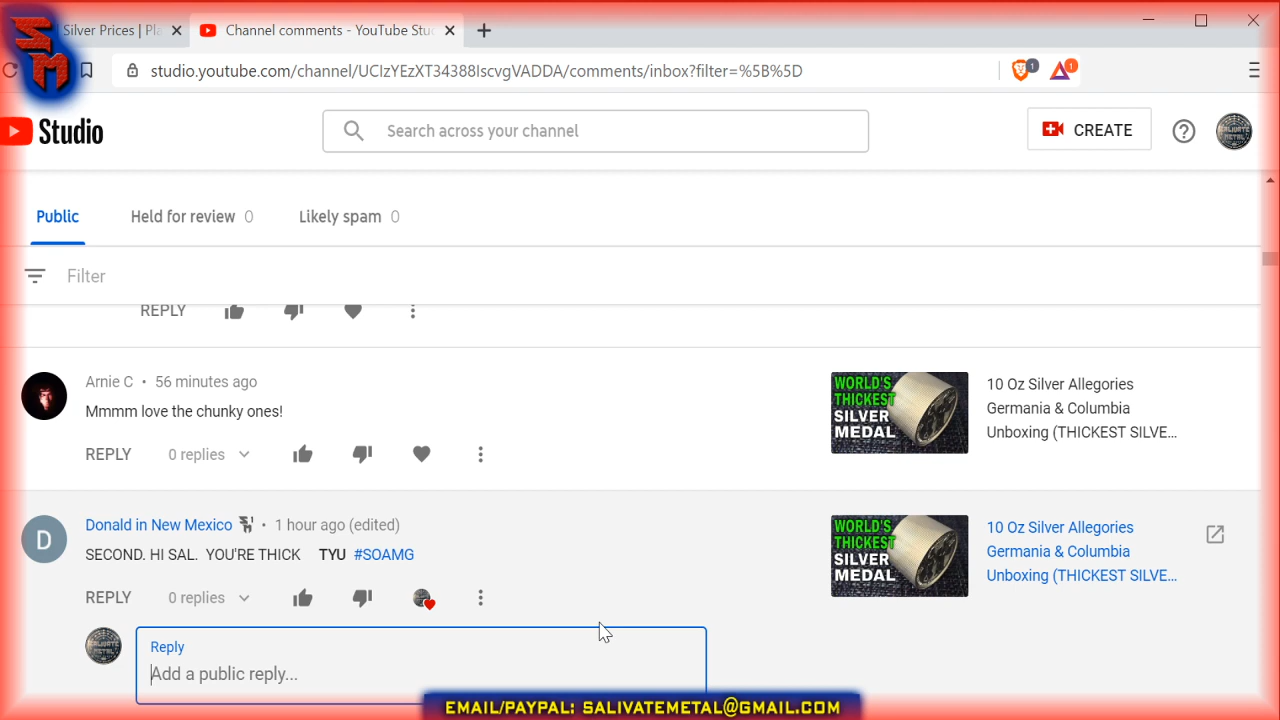 SM
Silver Prices | Pla
Channel comments - YouTube Stu
studio.youtube.com/channel/UCIzYEzXT34388IscvgVADDA/comments/inbox?filter=%5B%5D
1
1
Studio
Search across your channel
CREATE
Public
Held for review 0
Likely spam 0
Filter
REPLY
Arnie C • 56 minutes ago
Mmmm love the chunky ones!
REPLY
0 replies
WORLD'S
THICKEST
SILVER
MEDAL
10 Oz Silver Allegories
Germania & Columbia
Unboxing (THICKEST SILVE...
D
Donald in New Mexico • 1 hour ago (edited)
SECOND. HI SAL. YOU'RE THICK TYU #SOAMG
REPLY
0 replies
WORLD'S
THICKEST
SILVER
MEDAL
10 Oz Silver Allegories
Germania & Columbia
Unboxing (THICKEST SILVE...
Reply
Add a public reply...
EMAIL/PAYPAL: SALIVATEMETAL@GMAIL.COM